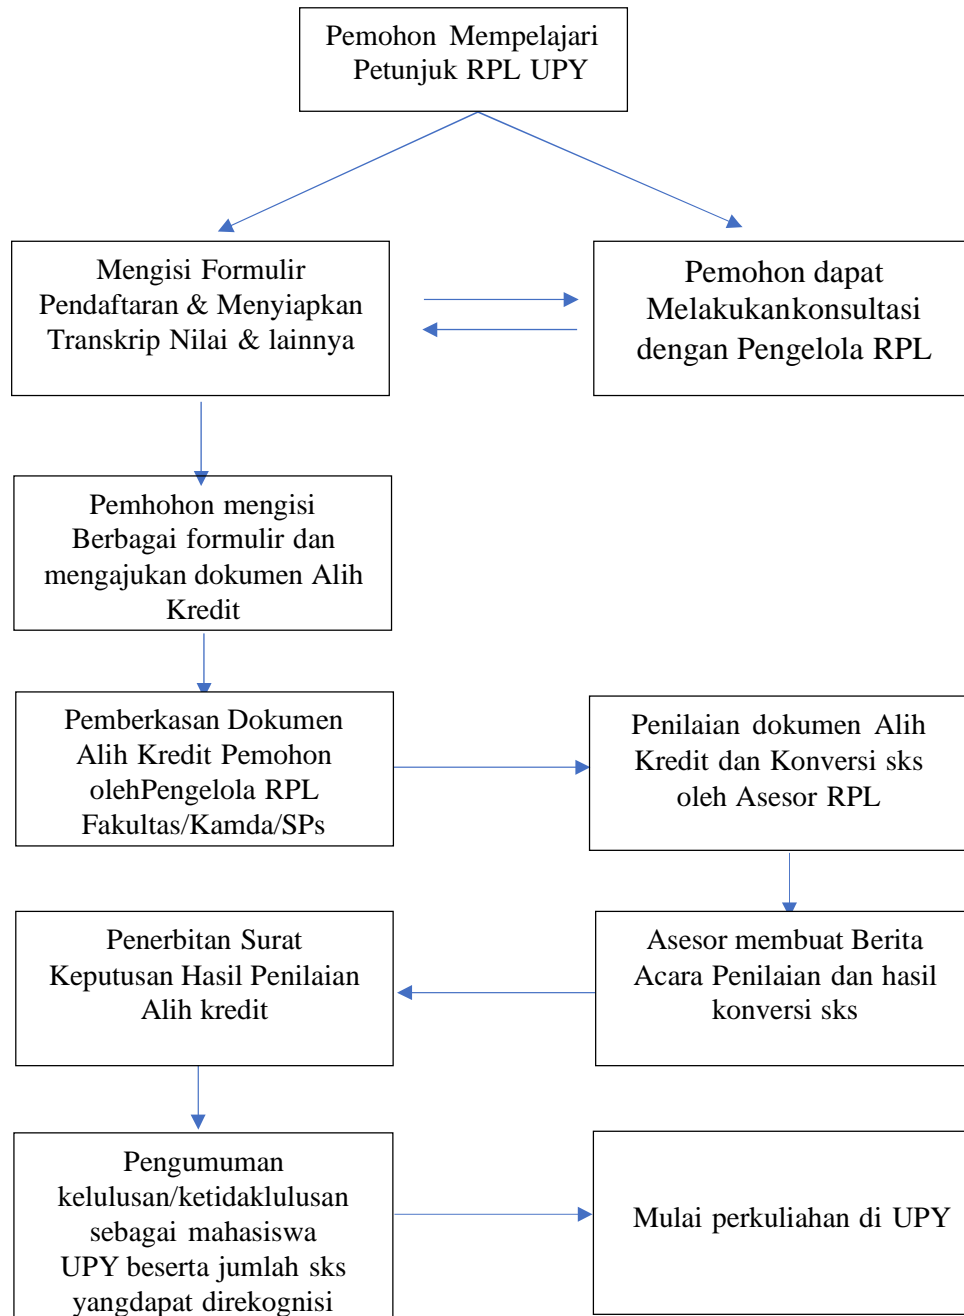 Pemohon Mempelajari
Petunjuk RPL UPY
Mengisi Formulir
Pendaftaran & Menyiapkan
Transkrip Nilai & lainnya
Pemohon dapat
Melakukankonsultasi
dengan Pengelola RPL
Pemhohon mengisi
Berbagai formulir dan
mengajukan dokumen Alih
Kredit
Pemberkasan Dokumen
Alih Kredit Pemohon
olehPengelola RPL
Fakultas/Kamda/SPs
Penilaian dokumen Alih
Kredit dan Konversi sks
oleh Asesor RPL
Asesor membuat Berita
Acara Penilaian dan hasil
konversi sks
Penerbitan Surat
Keputusan Hasil Penilaian
Alih kredit
Pengumuman
kelulusan/ketidaklulusan
sebagai mahasiswa
UPY beserta jumlah sks
yangdapat direkognisi
Mulai perkuliahan di UPY